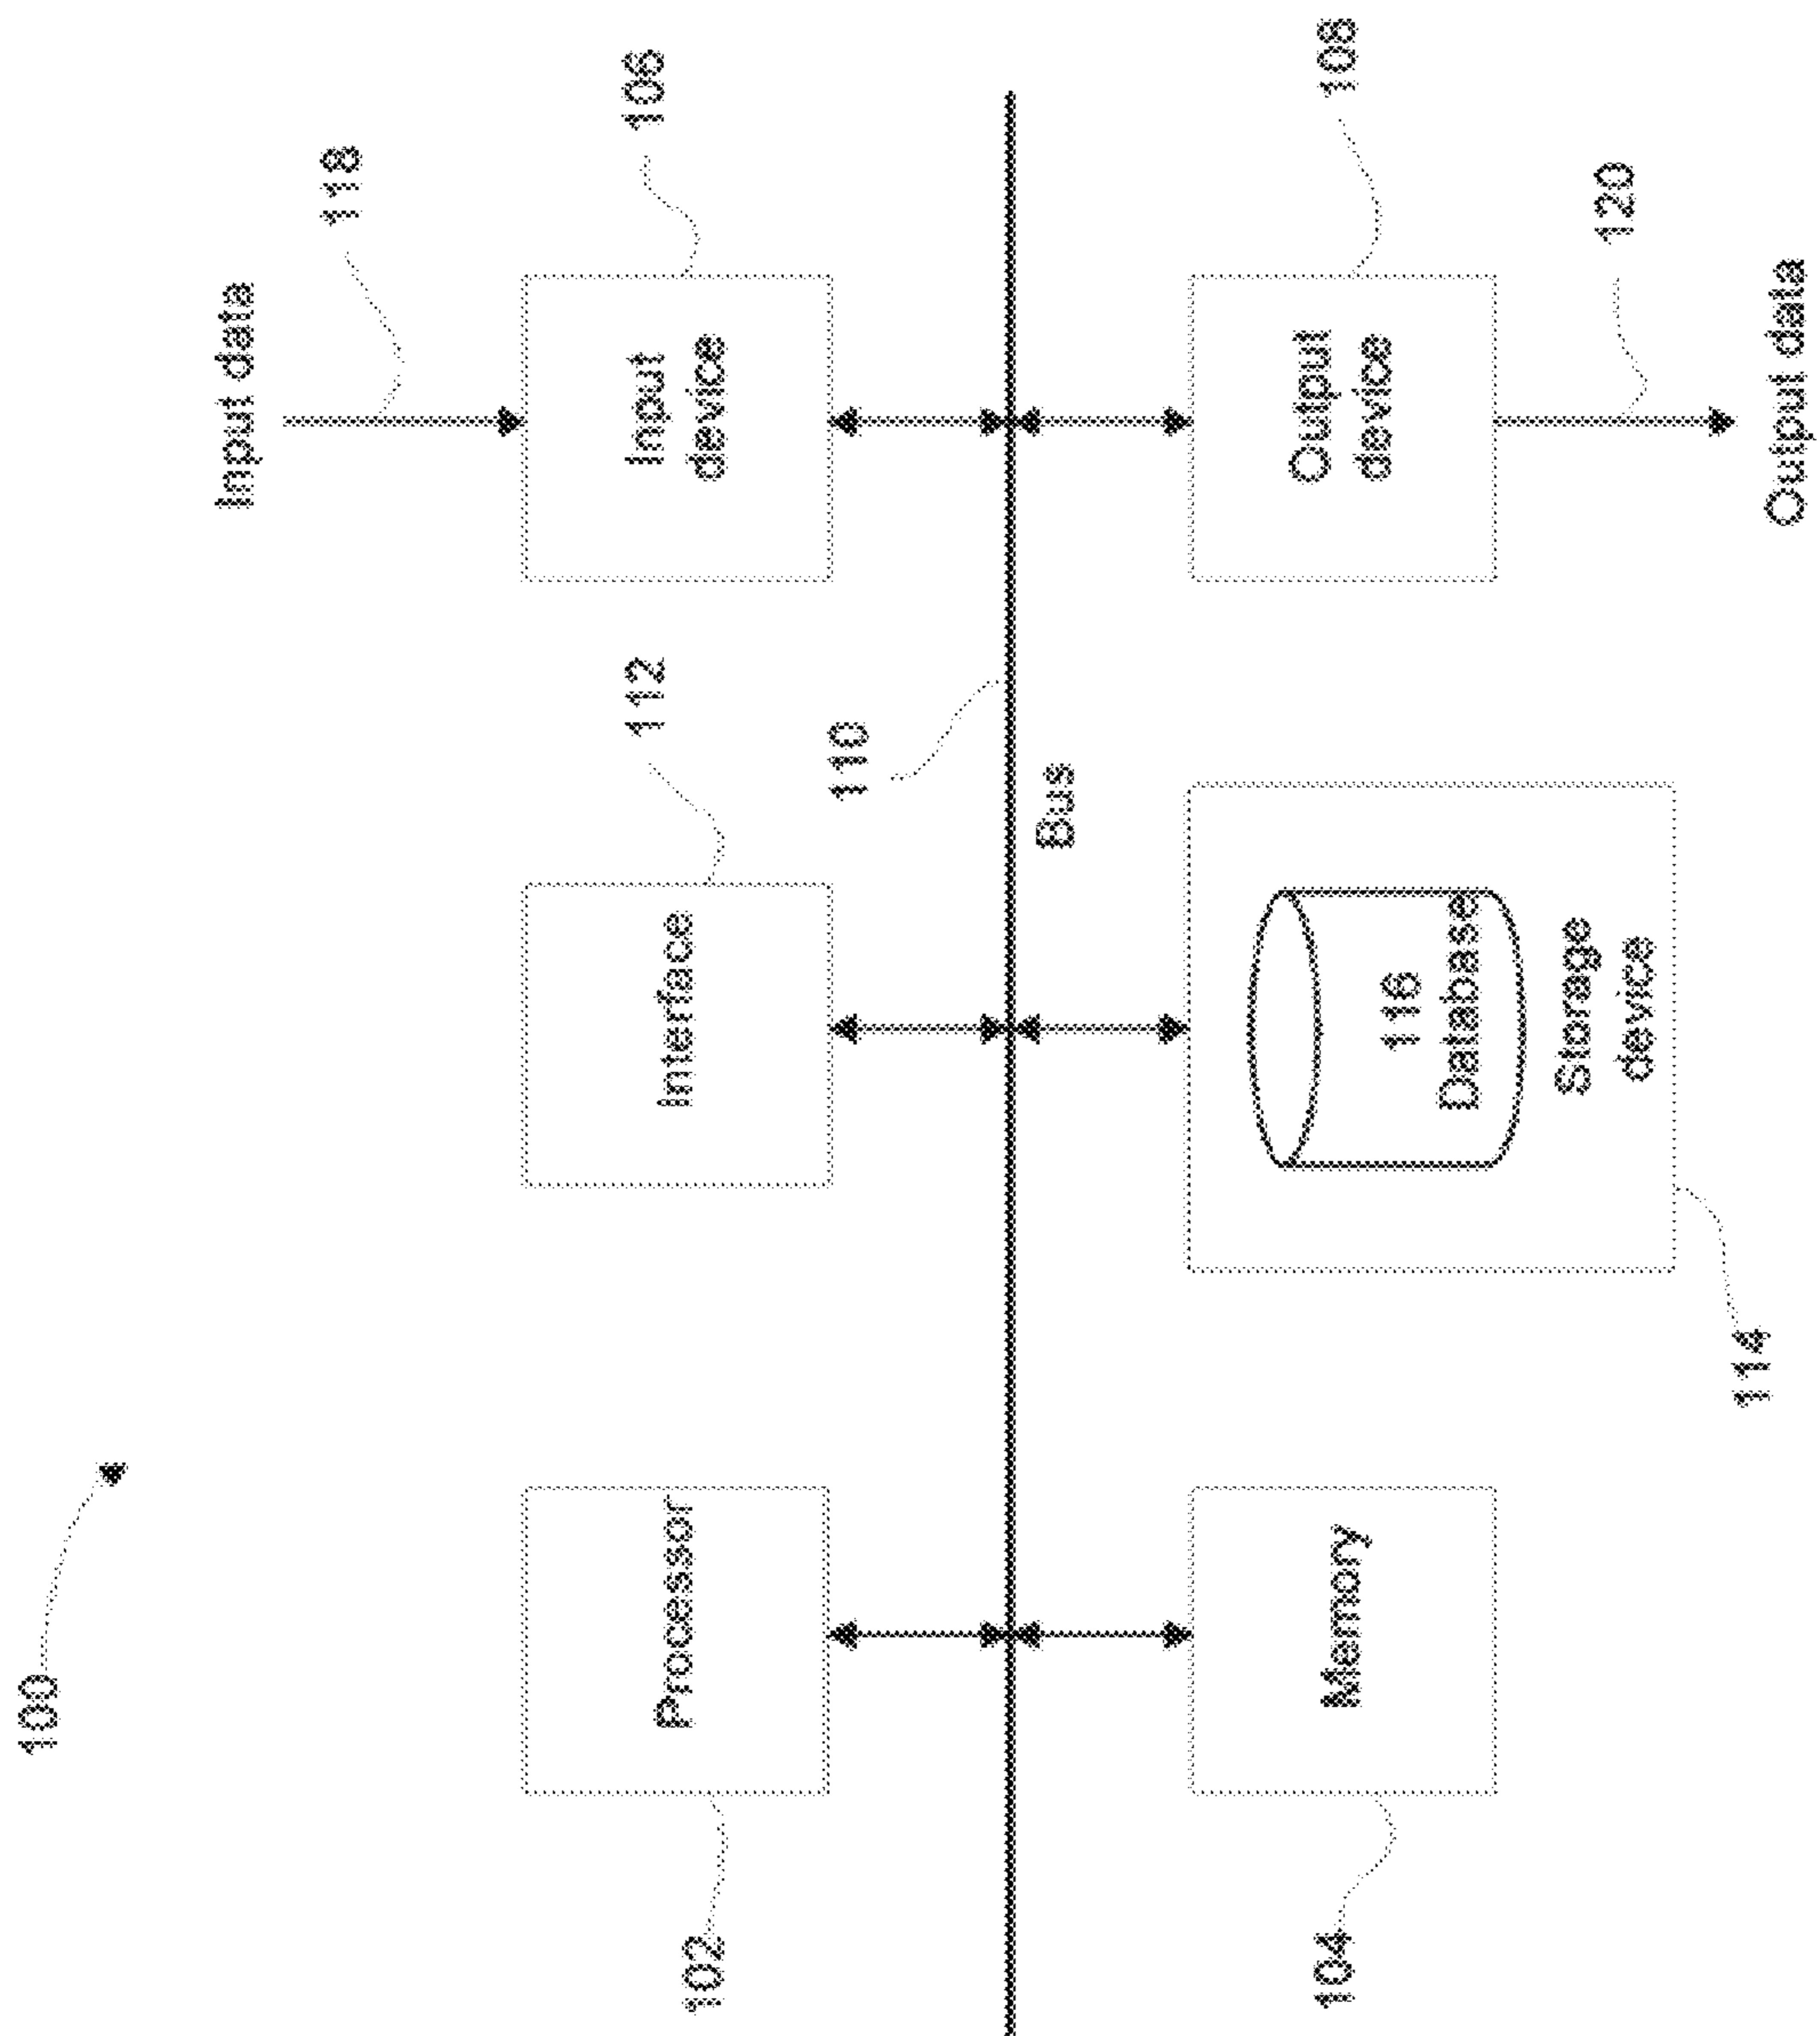 100
Input data
118
102
Processor
Interface
112
Input
device
106
110
Bus
104
Memory
116
Database
Storage
device
114
Output
device
108
120
Output data